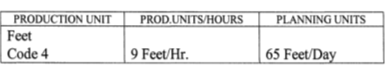 PRODUCTION UNIT PROD.UNITS/HOURS PLANNING UNITS
Feet
Code 4 9 Feet/Hr. 65 Feet/Day